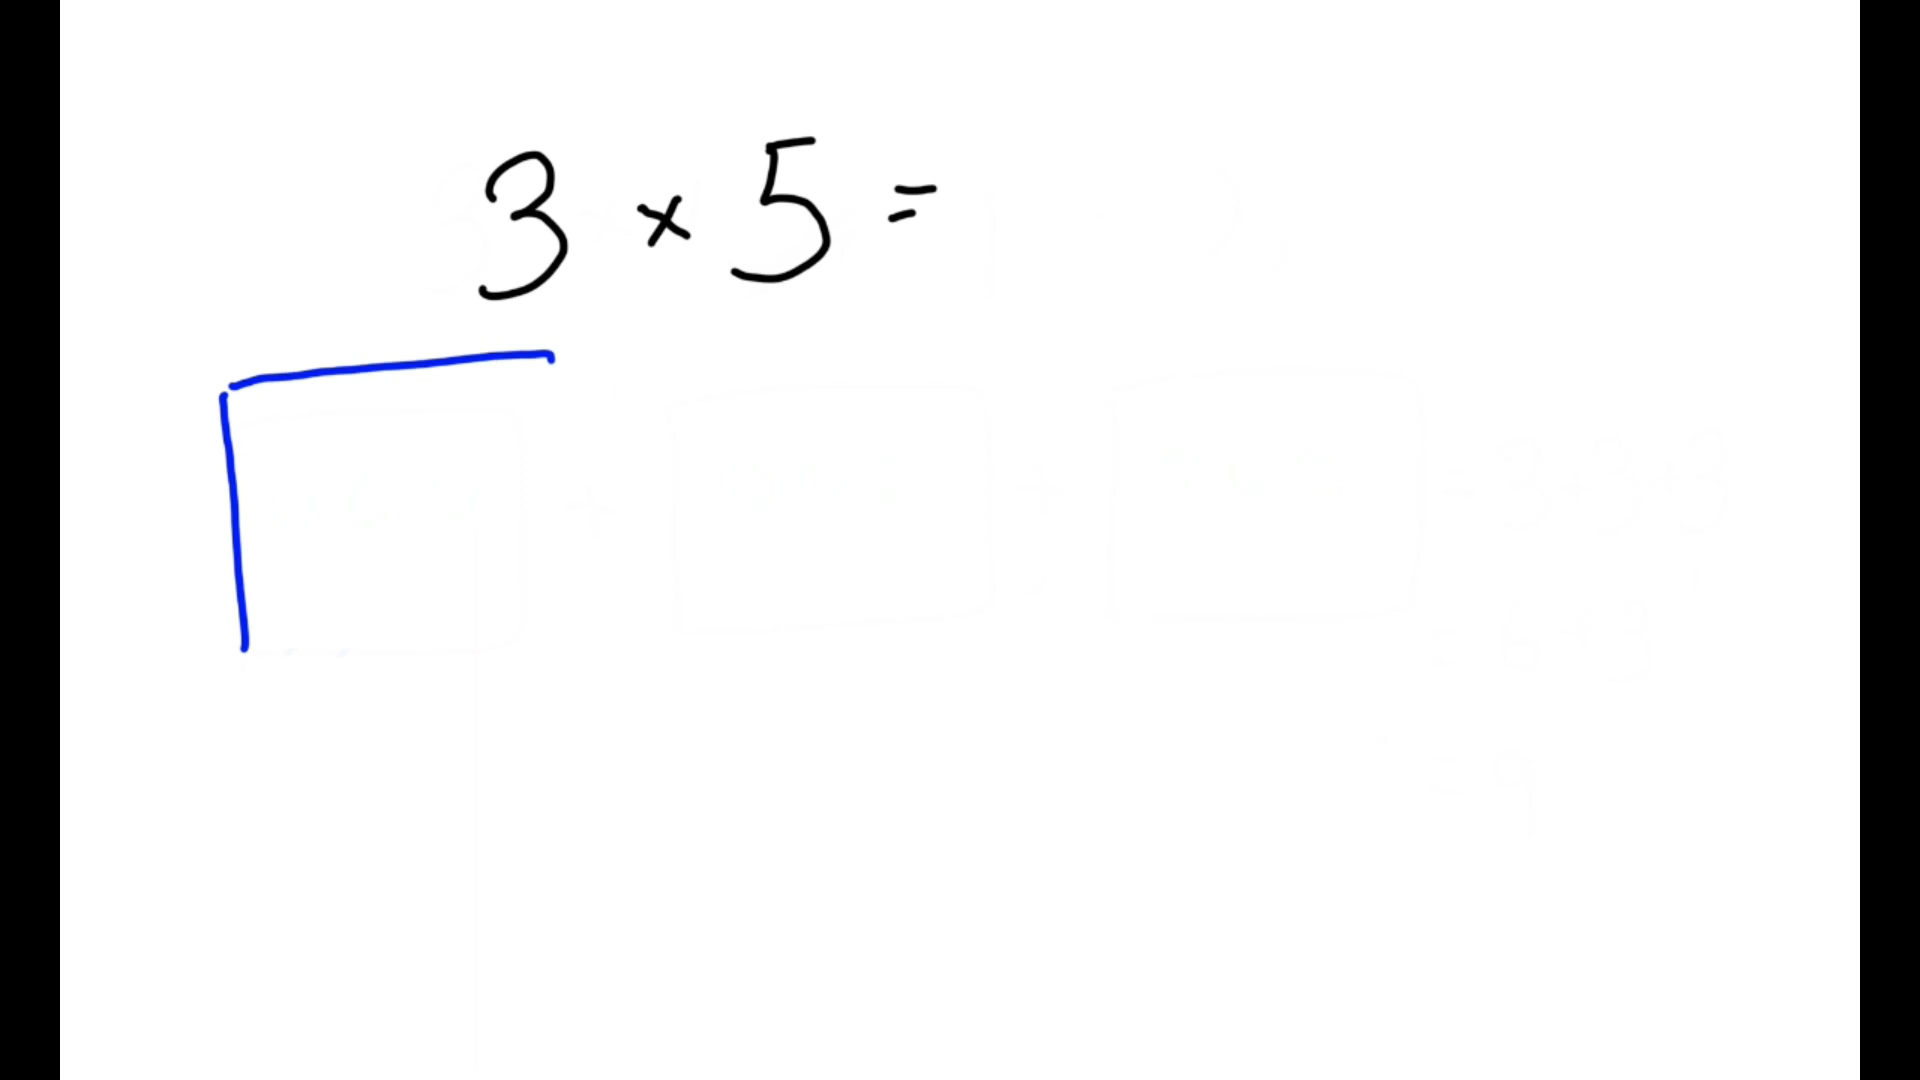 3 × 5 =